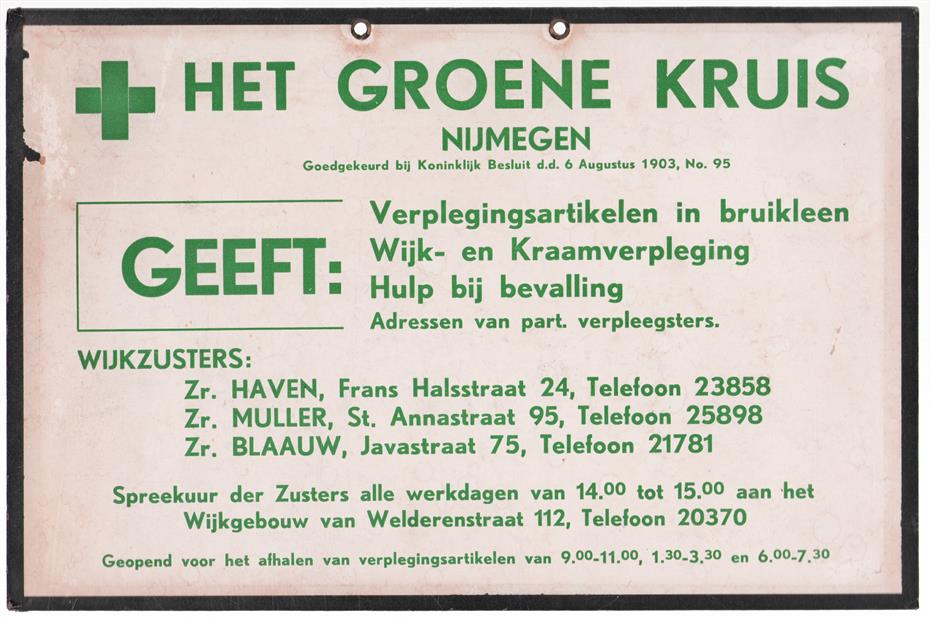 HET GROENE KRUIS
NIJMEGEN
Goedgekeurd bij Koninklijk Besluit d.d. 6 Augustus 1903, No. 95
GEEFT:
Verplegingsartikelen in bruikleen
Wijk- en Kraamverpleging
Hulp bij bevalling
Adressen van part. verpleegsters.
WIJKZUSTERS:
Zr. HAVEN, Frans Halsstraat 24, Telefoon 23858
Zr. MULLER, St. Annastraat 95, Telefoon 25898
Zr. BLAAUW, Javastraat 75, Telefoon 21781
Spreekuur der Zusters alle werkdagen van 14.00 tot 15.00 aan het
Wijkgebouw van Welderenstraat 112, Telefoon 20370
Geopend voor het afhalen van verplegingsartikelen van 9.00-11.00, 1.30-3.30 en 6.00-7.30